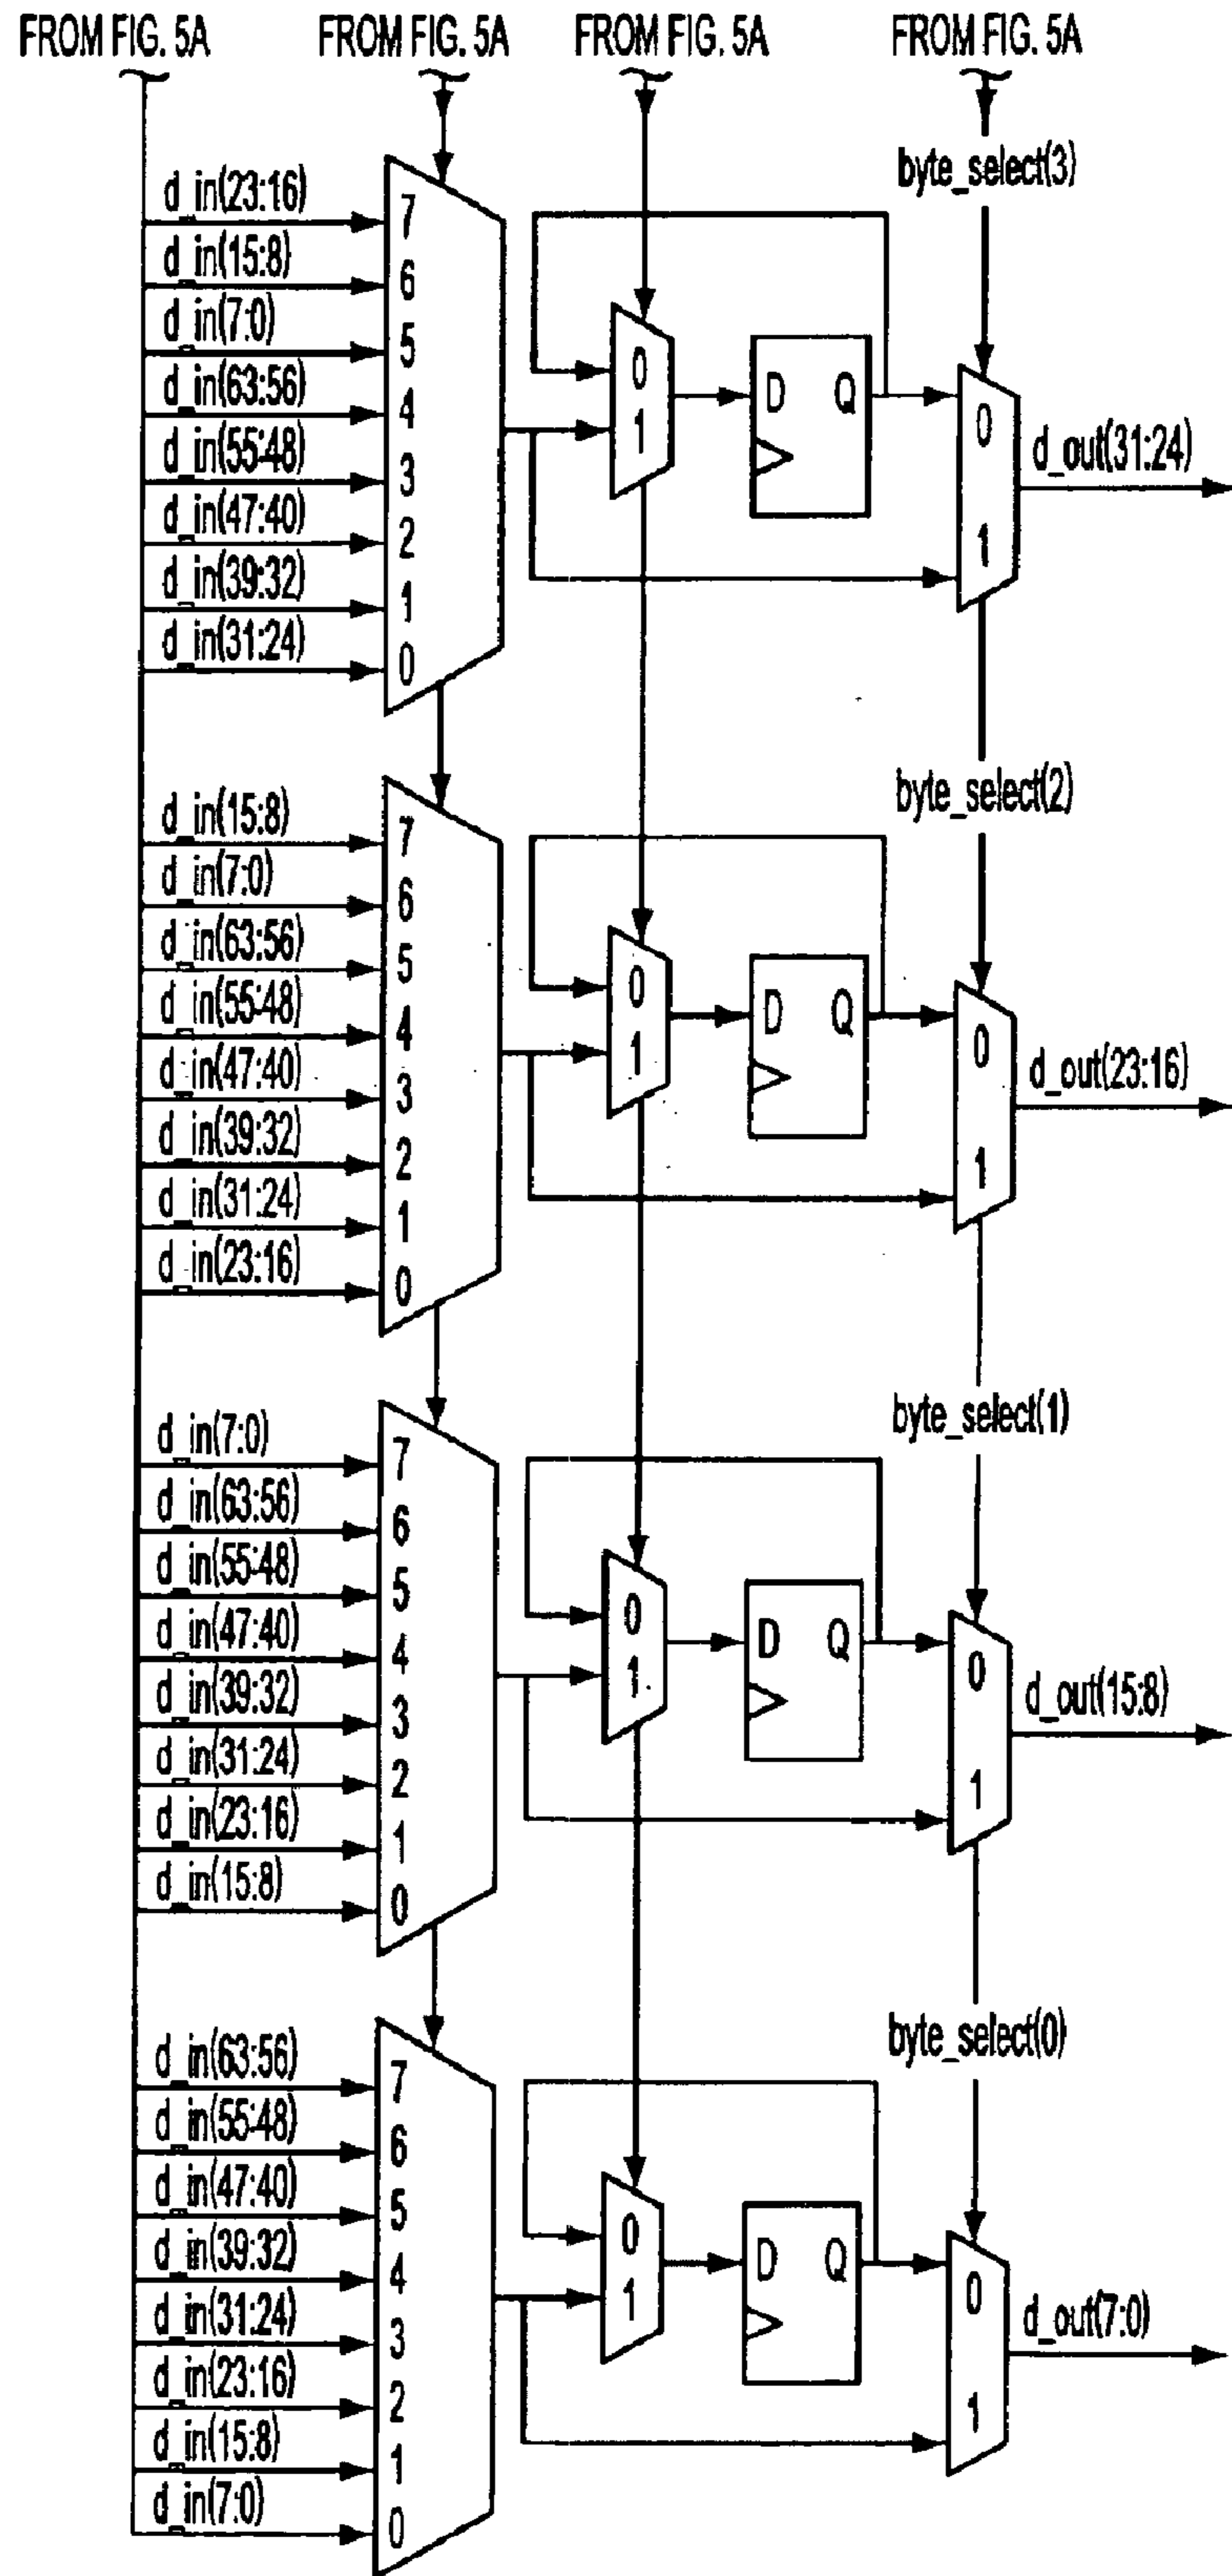 FROM FIG. 5A FROM FIG. 5A FROM FIG. 5A FROM FIG. 5A
byte_select(3)
d_in(23:16) 7
d_in(15:8) 6
d_in(7:0) 5
d_in(63:56) 4
d_in(55:48) 3
d_in(47:40) 2
d_in(39:32) 1
d_in(31:24) 0
0
1
D Q
0
1
d_out(31:24)
byte_select(2)
d_in(15:8) 7
d_in(7:0) 6
d_in(63:56) 5
d_in(55:48) 4
d_in(47:40) 3
d_in(39:32) 2
d_in(31:24) 1
d_in(23:16) 0
0
1
D Q
0
1
d_out(23:16)
byte_select(1)
d_in(7:0) 7
d_in(63:56) 6
d_in(55:48) 5
d_in(47:40) 4
d_in(39:32) 3
d_in(31:24) 2
d_in(23:16) 1
d_in(15:8) 0
0
1
D Q
0
1
d_out(15:8)
byte_select(0)
d_in(63:56) 7
d_in(55:48) 6
d_in(47:40) 5
d_in(39:32) 4
d_in(31:24) 3
d_in(23:16) 2
d_in(15:8) 1
d_in(7:0) 0
0
1
D Q
0
1
d_out(7:0)